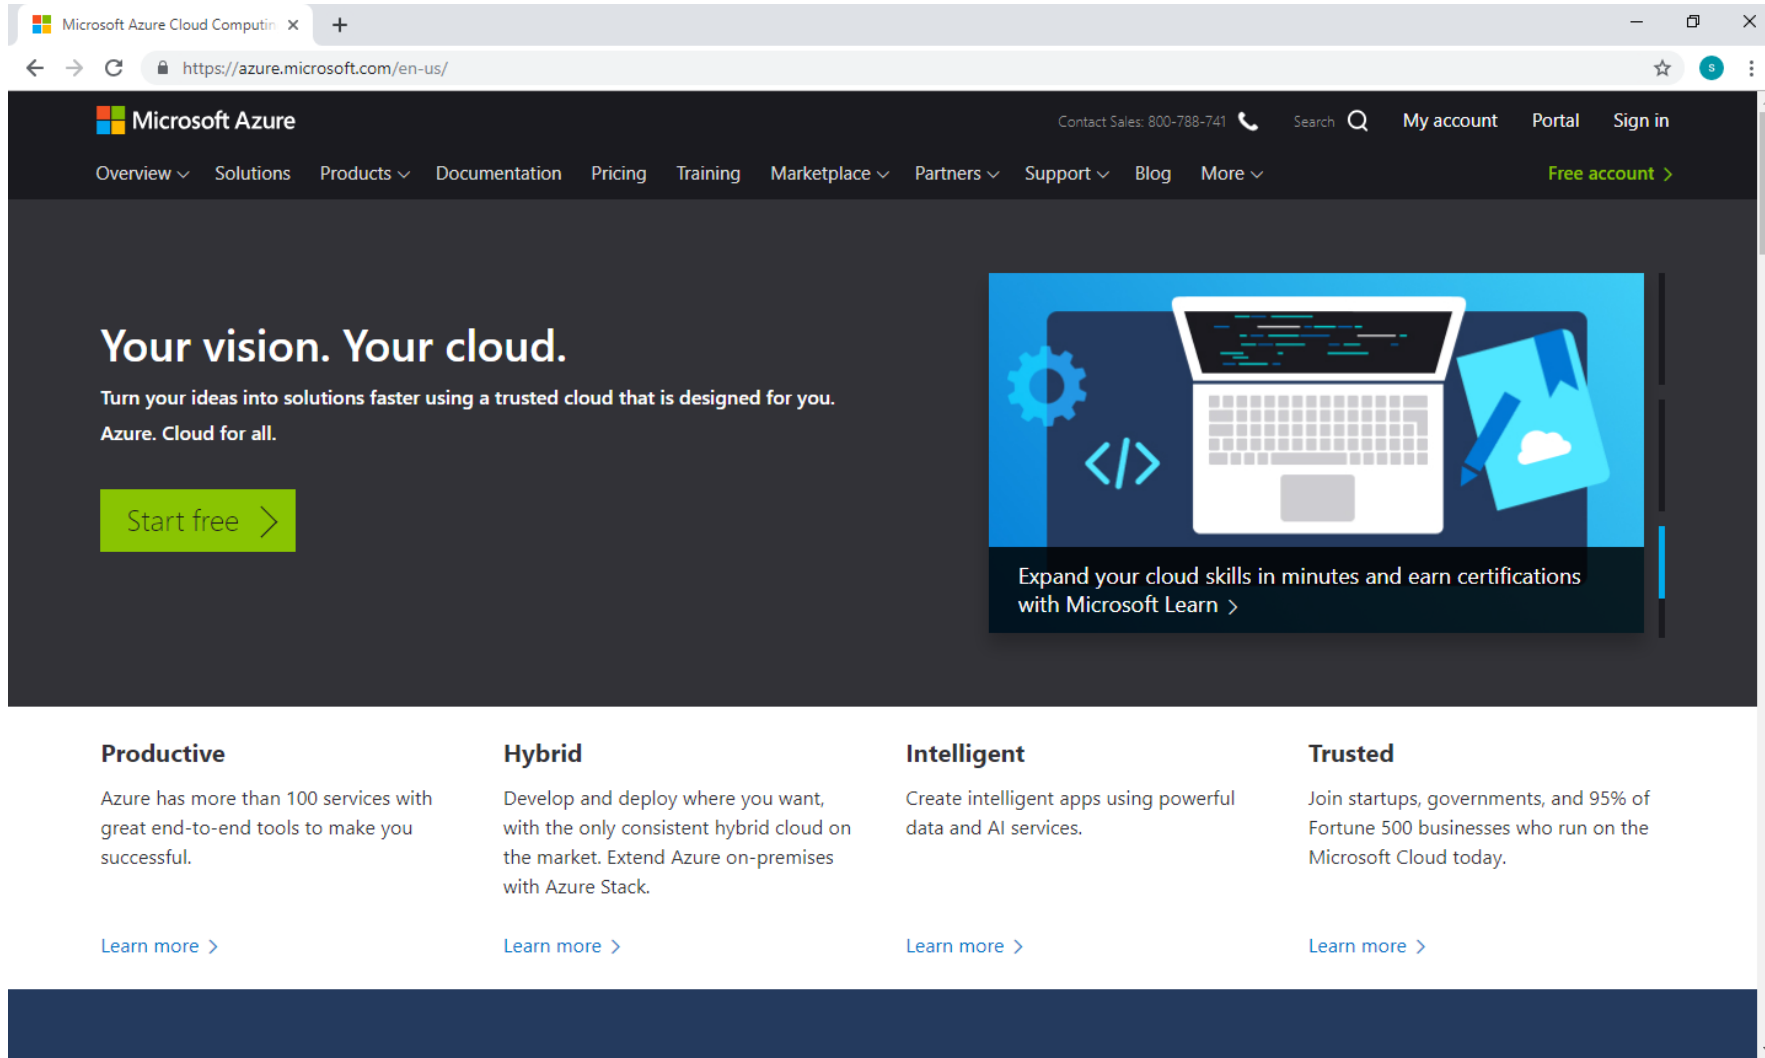 Microsoft Azure Cloud Computin
https://azure.microsoft.com/en-us/
Microsoft Azure
Contact Sales: 800-788-741
Search
My account
Portal
Sign in
Overview
Solutions
Products
Documentation
Pricing
Training
Marketplace
Partners
Support
Blog
More
Free account
Your vision. Your cloud.
Turn your ideas into solutions faster using a trusted cloud that is designed for you.
Azure. Cloud for all.
Start free
</>
Expand your cloud skills in minutes and earn certifications
with Microsoft Learn
Productive
Azure has more than 100 services with
great end-to-end tools to make you
successful.
Learn more
Hybrid
Develop and deploy where you want,
with the only consistent hybrid cloud on
the market. Extend Azure on-premises
with Azure Stack.
Learn more
Intelligent
Create intelligent apps using powerful
data and AI services.
Learn more
Trusted
Join startups, governments, and 95% of
Fortune 500 businesses who run on the
Microsoft Cloud today.
Learn more